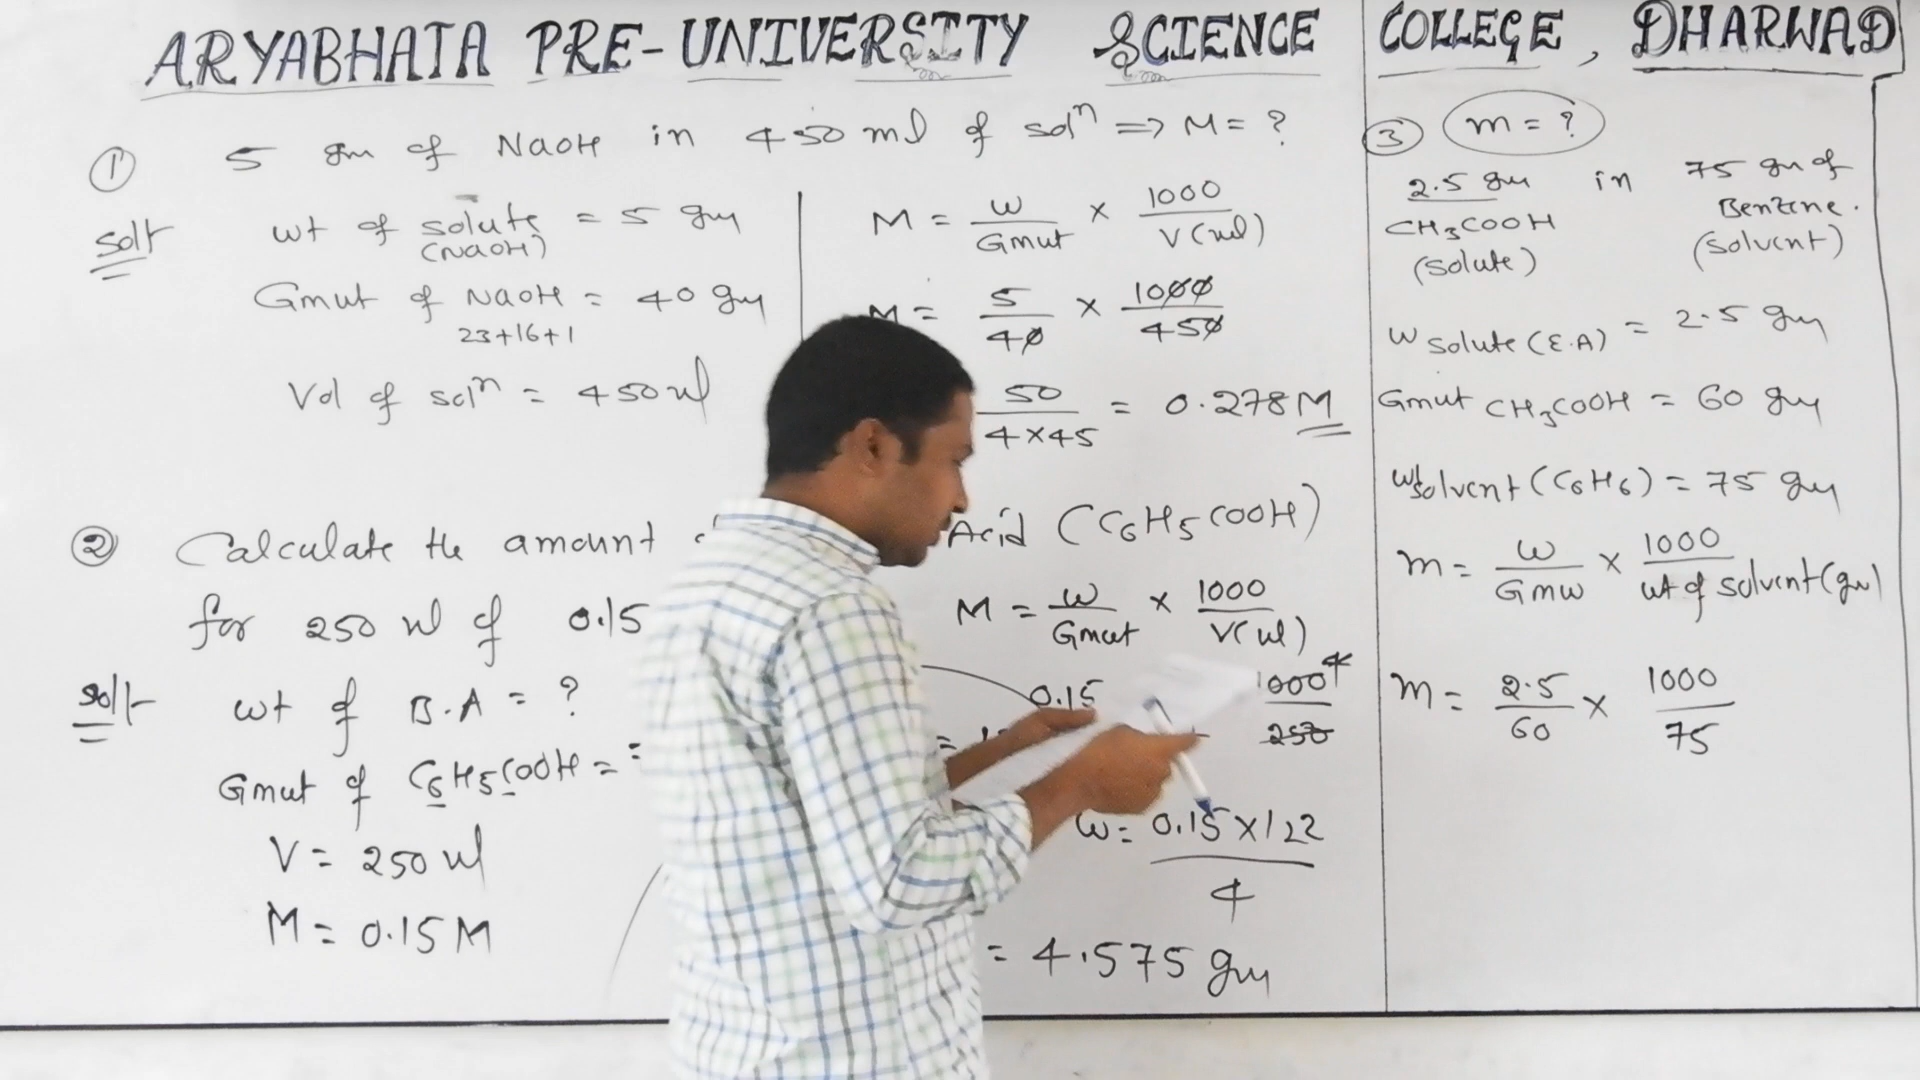 ARYABHATA PRE-UNIVERSITY SCIENCE COLLEGE, DHARWAD
① 5 gm of NaOH in 450 ml of solⁿ ⇒ M = ?
Solⁿ
wt of solute = 5 gm
(NaOH)
Gmwt of NaOH = 40 gm
23+16+1
Vol of solⁿ = 450 ml
M = w/Gmwt × 1000/V(ml)
M = 5/40 × 1000/450
50/4×45 = 0.278 M
② Calculate the amount Acid (C₆H₅COOH)
for 250 ml of 0.15
Solⁿ
wt of B.A = ?
Gmwt of C₆H₅COOH =
V = 250 ml
M = 0.15 M
M = w/Gmwt × 1000/V(ml)
0.15 1000 4
250
w = 0.15×122/4
= 4.575 gm
③ m = ?
2.5 gm in 75 gm of
CH₃COOH Benzene.
(Solute) (Solvent)
w solute (E.A) = 2.5 gm
Gmwt CH₃COOH = 60 gm
wt solvent (C₆H₆) = 75 gm
m = w/Gmw × 1000/wt of solvent (gm)
m = 2.5/60 × 1000/75